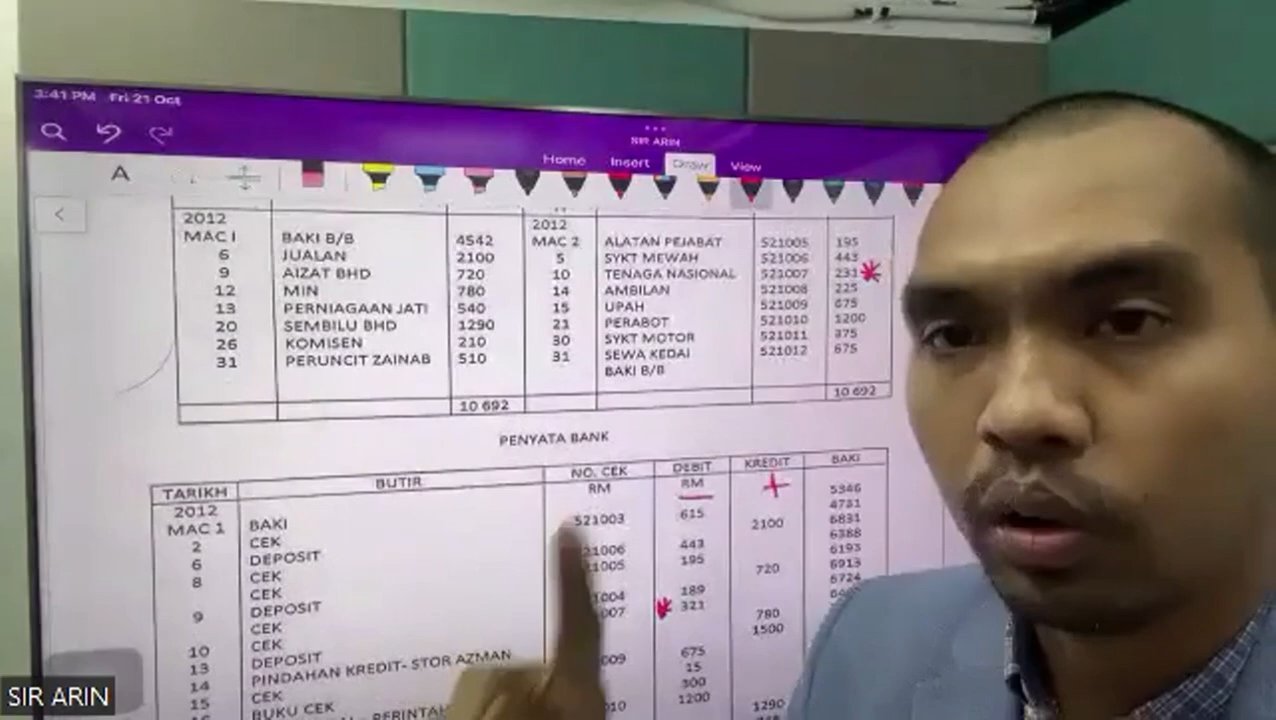 3:41 PM Fri 21 Oct
SIR ARIN
Home Insert Draw View
A
2012 2012
MAC 1 BAKI B/B 4542 MAC 2 ALATAN PEJABAT 521005 195
6 JUALAN 2100 5 SYKT MEWAH 521006 443
9 AIZAT BHD 720 10 TENAGA NASIONAL 521007 231
12 MIN 780 14 AMBILAN 521008 225
13 PERNIAGAAN JATI 540 15 UPAH 521009 675
20 SEMBILU BHD 1290 21 PERABOT 521010 1200
26 KOMISEN 210 30 SYKT MOTOR 521011 375
31 PERUNCIT ZAINAB 510 31 SEWA KEDAI 521012 675
BAKI B/B
10 692 10 692
PENYATA BANK
TARIKH BUTIR NO. CEK DEBIT KREDIT BAKI
RM RM + 5346
2012
MAC 1 BAKI
2 CEK 521003 615 4731
6 DEPOSIT 2100 6831
8 CEK 21006 443 6388
CEK 1005 195 6193
9 DEPOSIT 720 6913
CEK 1004 189 6724
10 CEK 007 321
13 DEPOSIT 780
14 PINDAHAN KREDIT- STOR AZMAN 1500
15 CEK 009 675
BUKU CEK 15
300
010 1200
1290
SIR ARIN